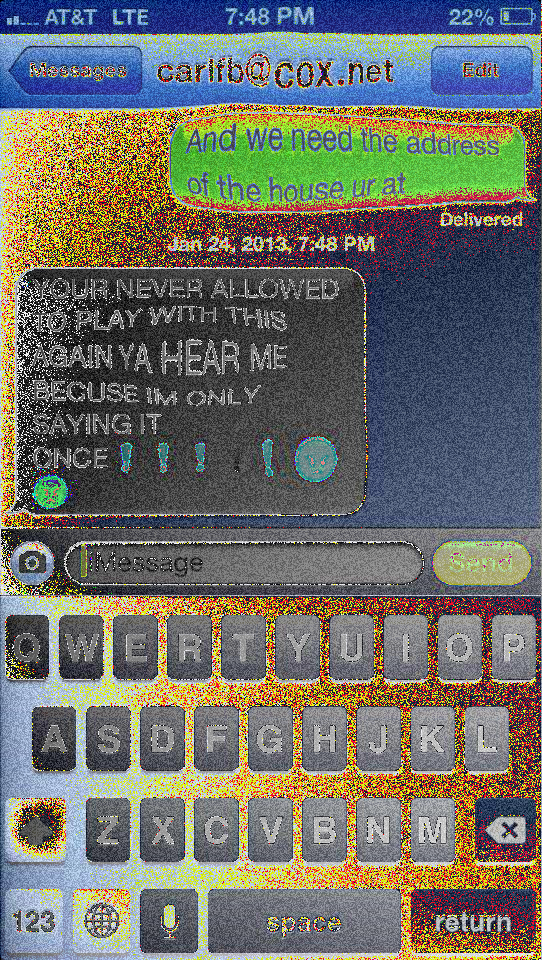 AT&T LTE 7:48 PM 22%
Messages carifb@cox.net Edit
And we need the address
of the house ur at
Delivered
Jan 24, 2013, 7:48 PM
YOUR NEVER ALLOWED
TO PLAY WITH THIS
AGAIN YA HEAR ME
BECUSE IM ONLY
SAYING IT
ONCE❗❗❗❗❗
Message Send
Q W E R T Y U I O P
A S D F G H J K L
Z X C V B N M
123 space return